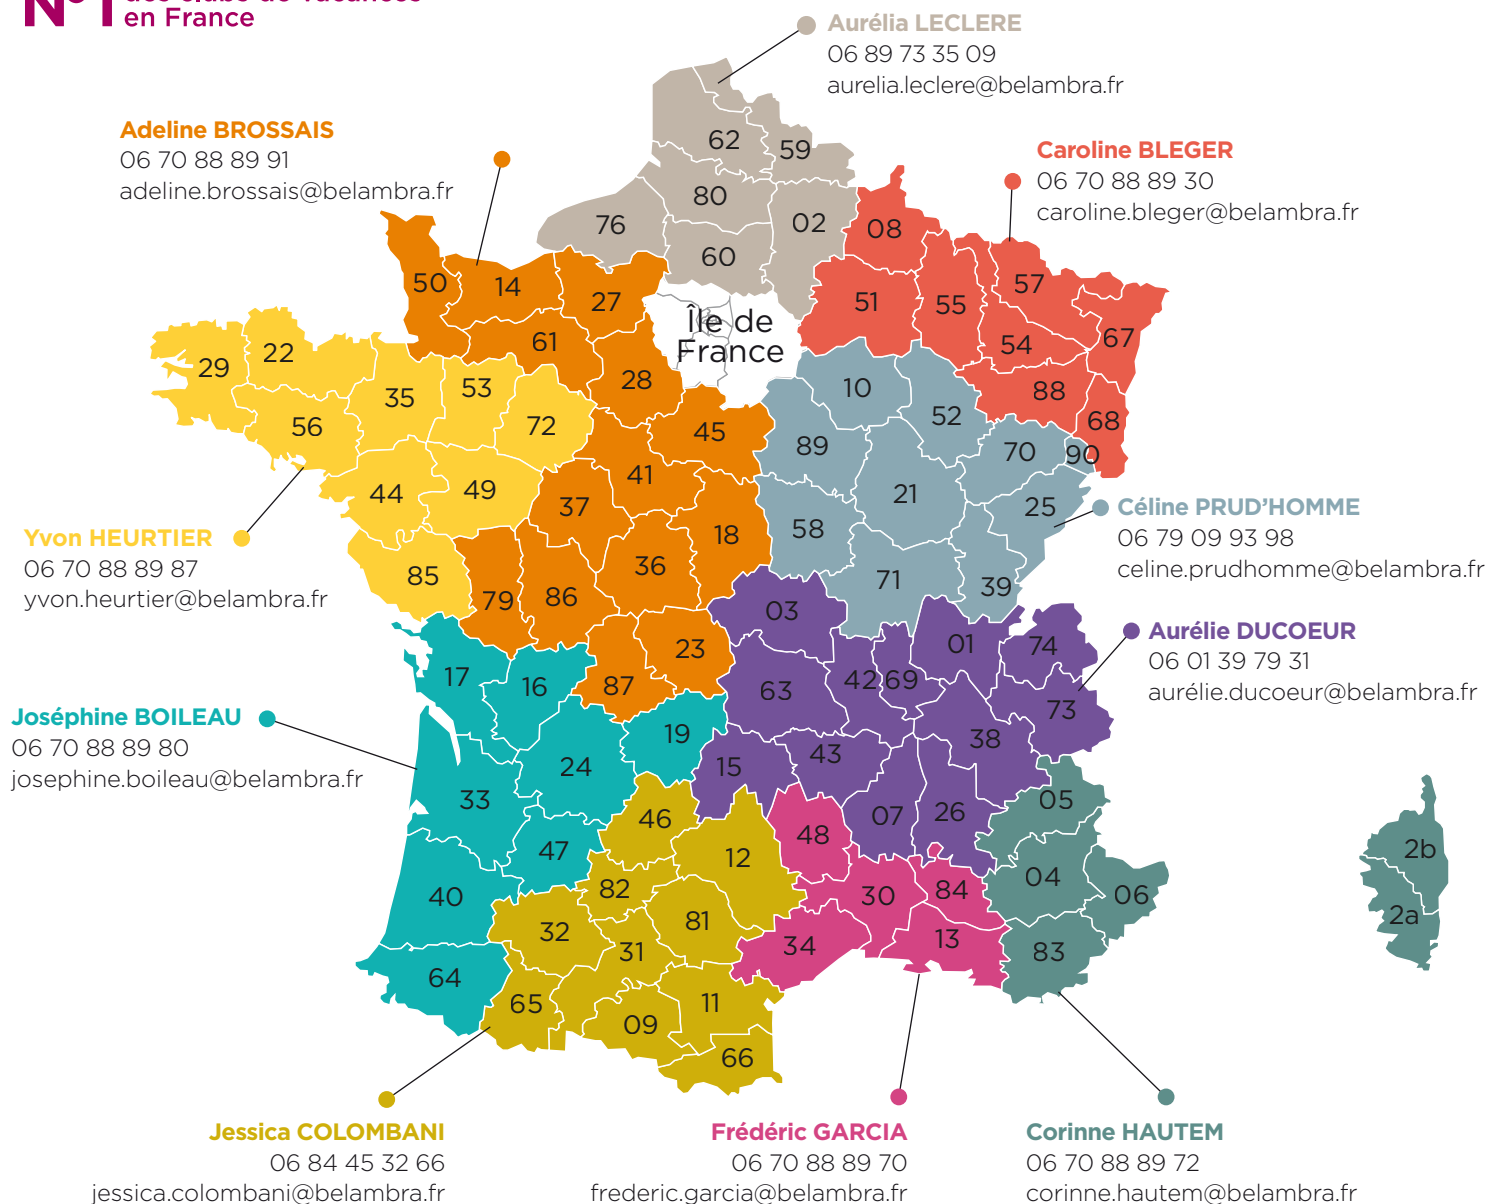 N°1 des clubs de vacances
en France
Aurélia LECLERE
06 89 73 35 09
aurelia.leclere@belambra.fr
Adeline BROSSAIS
06 70 88 89 91
adeline.brossais@belambra.fr
Caroline BLEGER
06 70 88 89 30
caroline.bleger@belambra.fr
62
59
80
76
02
60
08
50
14
27
61
28
51
55
57
54
67
88
68
Île de
France
29
22
35
53
72
56
44
49
85
45
41
37
18
36
79
86
23
87
10
52
89
70
90
21
25
58
71
39
Yvon HEURTIER
06 70 88 89 87
yvon.heurtier@belambra.fr
Céline PRUD’HOMME
06 79 09 93 98
celine.prudhomme@belambra.fr
03
01
74
63
42
69
73
38
15
43
07
26
Aurélie DUCOEUR
06 01 39 79 31
aurélie.ducoeur@belambra.fr
Joséphine BOILEAU
06 70 88 89 80
josephine.boileau@belambra.fr
17
16
19
24
33
47
40
64
46
12
82
81
32
31
65
09
11
66
48
30
84
34
13
05
04
06
83
2b
2a
Jessica COLOMBANI
06 84 45 32 66
jessica.colombani@belambra.fr
Frédéric GARCIA
06 70 88 89 70
frederic.garcia@belambra.fr
Corinne HAUTEM
06 70 88 89 72
corinne.hautem@belambra.fr